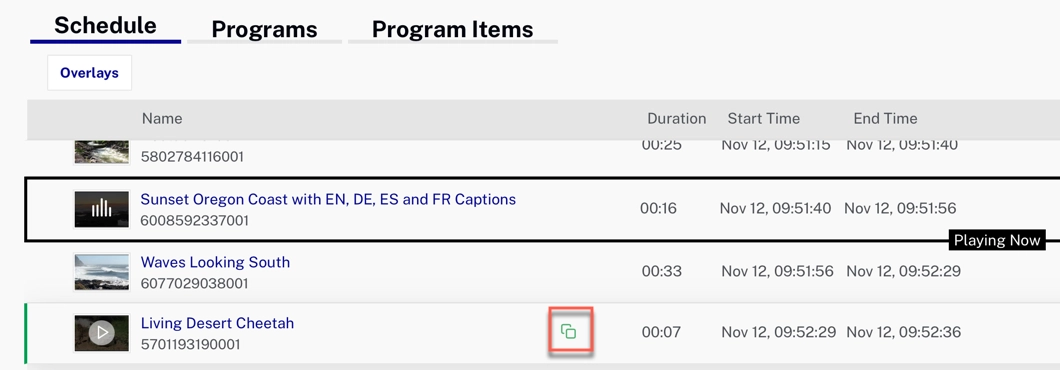 Schedule Programs Program Items
Overlays
Name Duration Start Time End Time
5802784116001 00:25 Nov 12, 09:51:15 Nov 12, 09:51:40
Sunset Oregon Coast with EN, DE, ES and FR Captions
6008592337001 00:16 Nov 12, 09:51:40 Nov 12, 09:51:56
Playing Now
Waves Looking South
6077029038001 00:33 Nov 12, 09:51:56 Nov 12, 09:52:29
Living Desert Cheetah
5701193190001 00:07 Nov 12, 09:52:29 Nov 12, 09:52:36